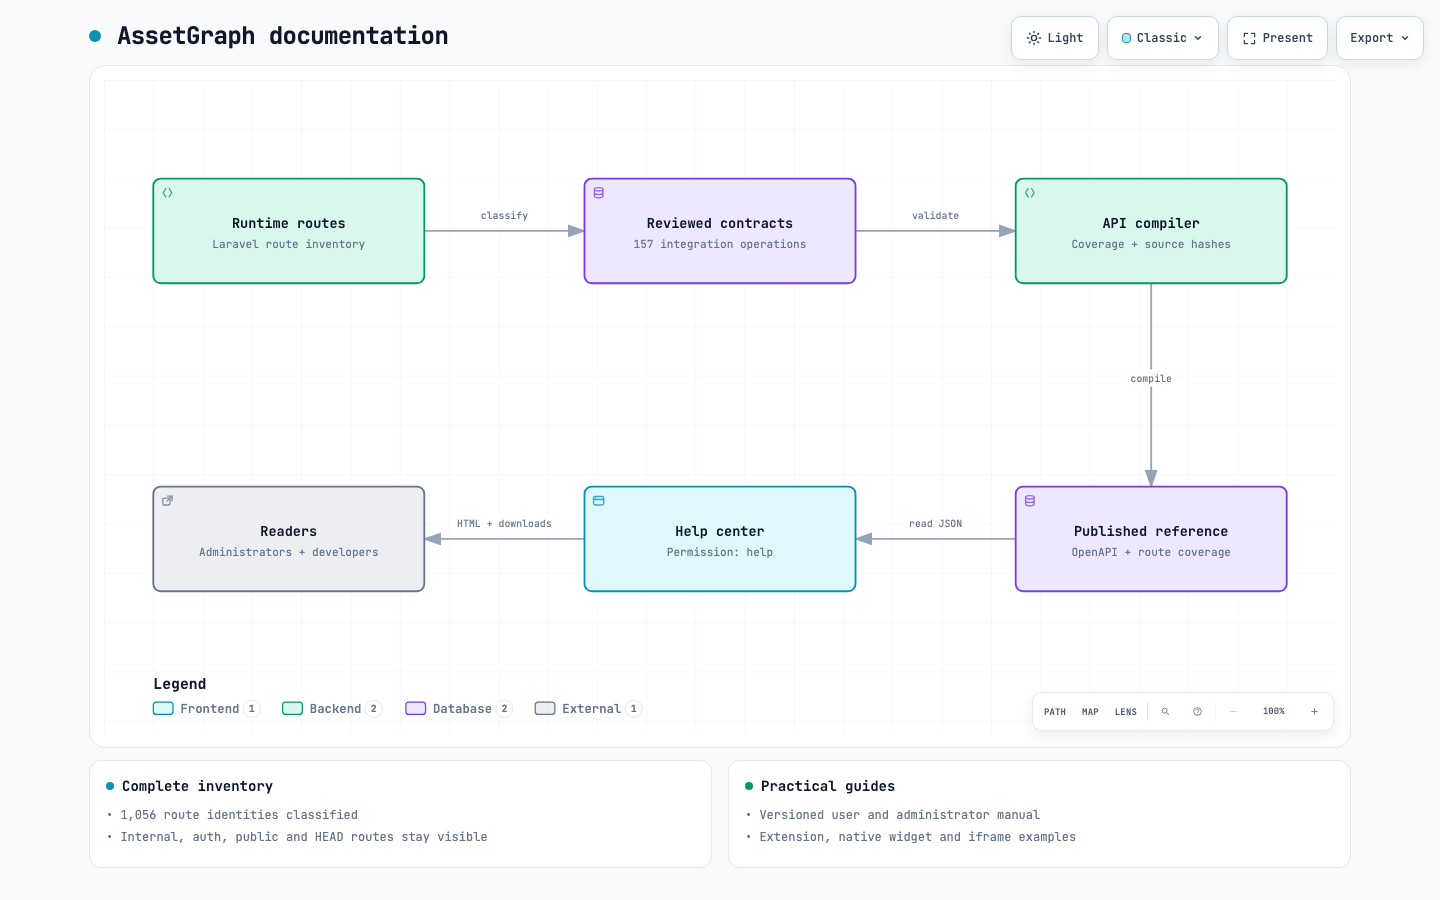 AssetGraph documentation
Light
Classic
Present
Export
Runtime routes
Laravel route inventory
classify
Reviewed contracts
157 integration operations
validate
API compiler
Coverage + source hashes
compile
Readers
Administrators + developers
HTML + downloads
Help center
Permission: help
read JSON
Published reference
OpenAPI + route coverage
Legend
Frontend 1
Backend 2
Database 2
External 1
PATH MAP LENS − 100% +
Complete inventory
• 1,056 route identities classified
• Internal, auth, public and HEAD routes stay visible
Practical guides
• Versioned user and administrator manual
• Extension, native widget and iframe examples